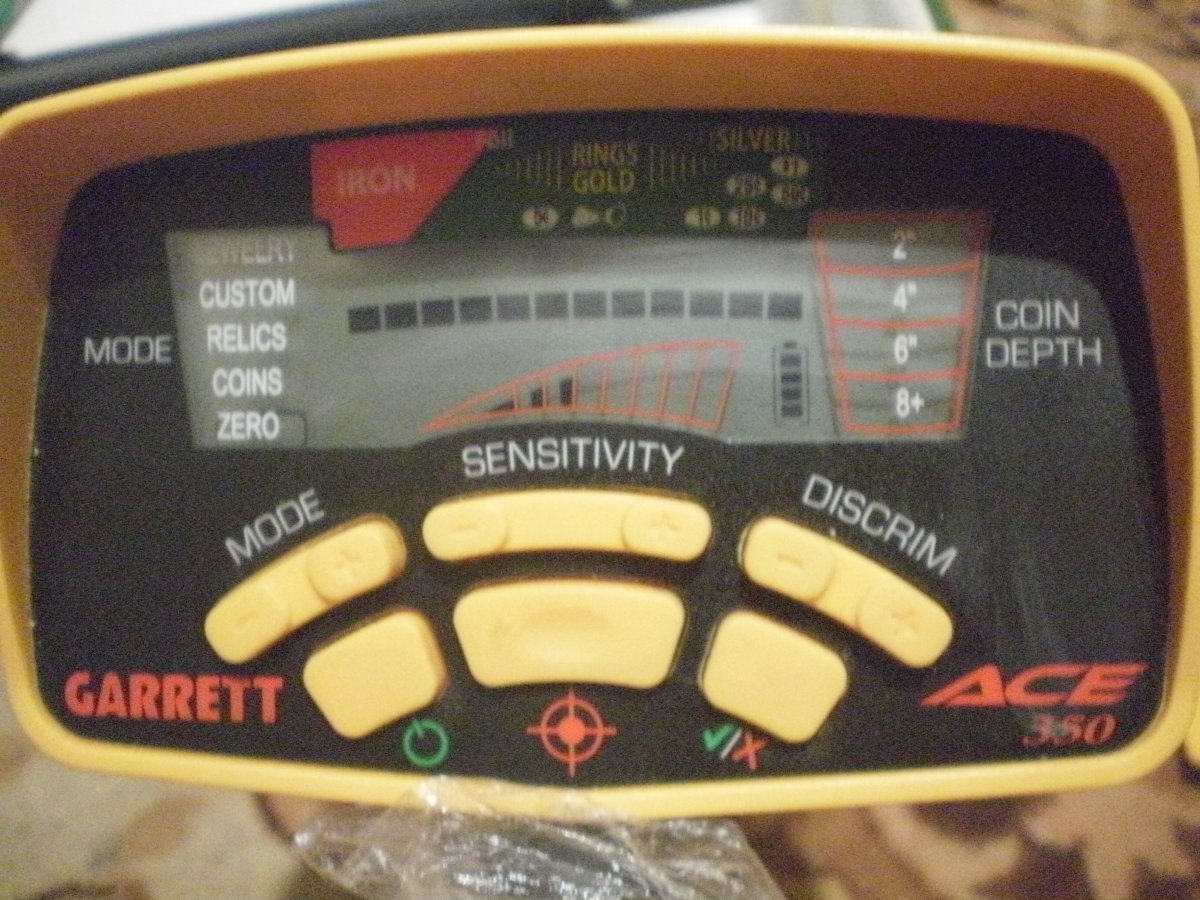 IRON
RINGS
GOLD
SILVER
JEWELRY
CUSTOM
RELICS
COINS
ZERO
MODE
2"
4"
6"
8+
COIN
DEPTH
SENSITIVITY
MODE
DISCRIM
- +
- +
- +
GARRETT
ACE
350